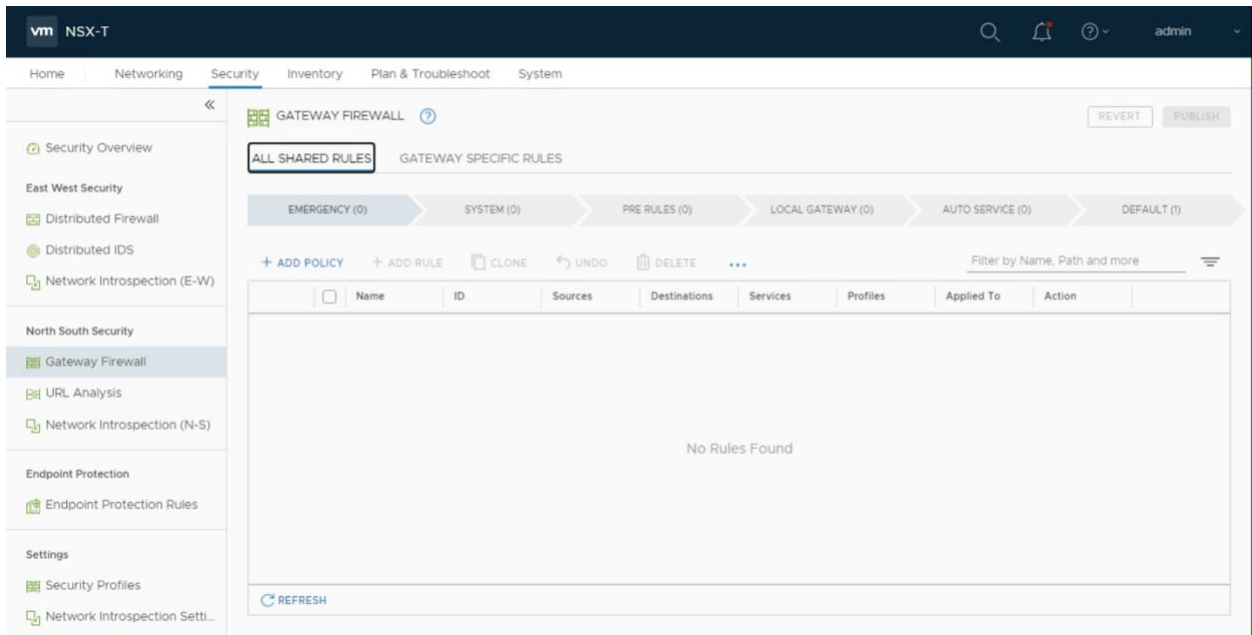 vm NSX-T admin
Home Networking Security Inventory Plan & Troubleshoot System
Security Overview
East West Security
Distributed Firewall
Distributed IDS
Network Introspection (E-W)
North South Security
Gateway Firewall
URL Analysis
Network Introspection (N-S)
Endpoint Protection
Endpoint Protection Rules
Settings
Security Profiles
Network Introspection Setti...
GATEWAY FIREWALL
REVERT PUBLISH
ALL SHARED RULES GATEWAY SPECIFIC RULES
EMERGENCY (0) SYSTEM (0) PRE RULES (0) LOCAL GATEWAY (0) AUTO SERVICE (0) DEFAULT (1)
+ ADD POLICY + ADD RULE CLONE UNDO DELETE ... Filter by Name, Path and more
Name ID Sources Destinations Services Profiles Applied To Action
No Rules Found
REFRESH